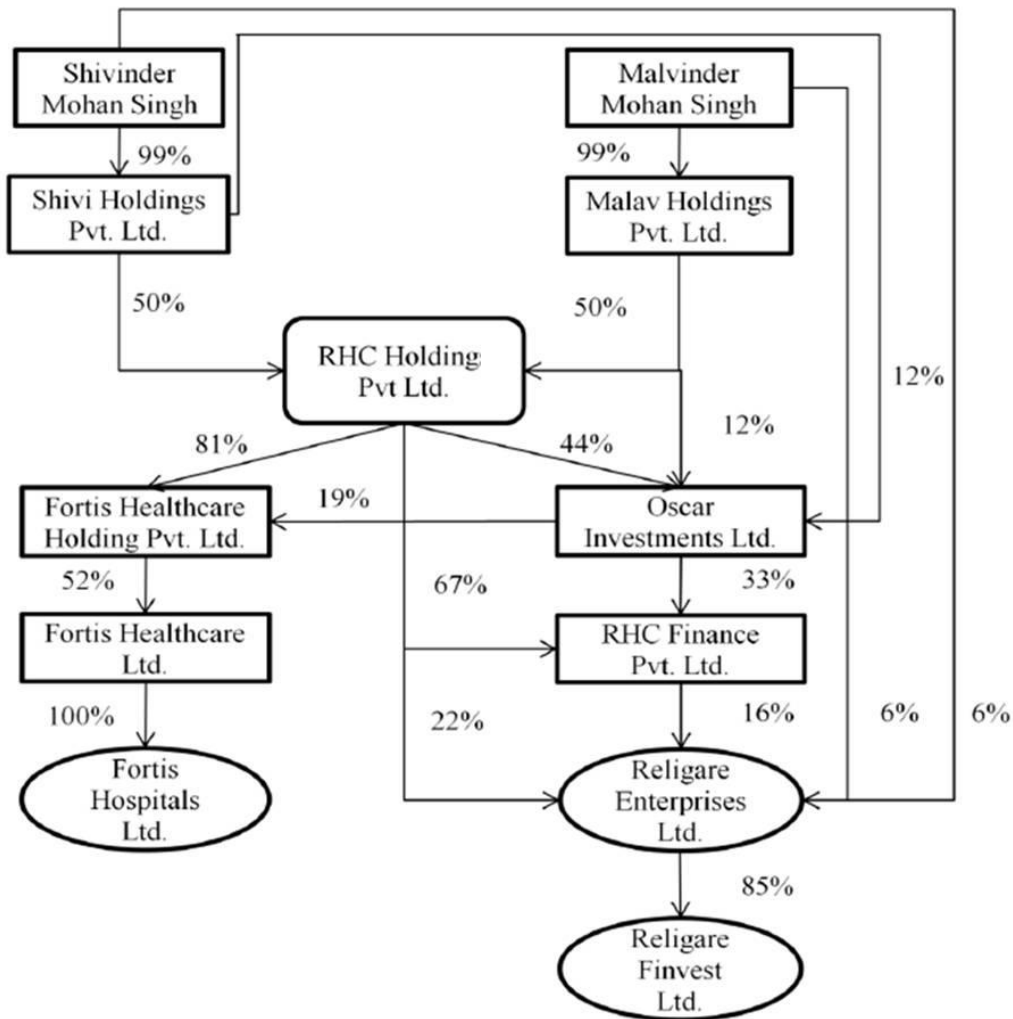 Shivinder
Mohan Singh
Malvinder
Mohan Singh
99%
99%
Shivi Holdings
Pvt. Ltd.
Malav Holdings
Pvt. Ltd.
50%
50%
RHC Holding
Pvt Ltd.
12%
81%
44%
12%
Fortis Healthcare
Holding Pvt. Ltd.
19%
Oscar
Investments Ltd.
52%
67%
33%
Fortis Healthcare
Ltd.
RHC Finance
Pvt. Ltd.
100%
22%
16%
6%
6%
Fortis
Hospitals
Ltd.
Religare
Enterprises
Ltd.
85%
Religare
Finvest
Ltd.